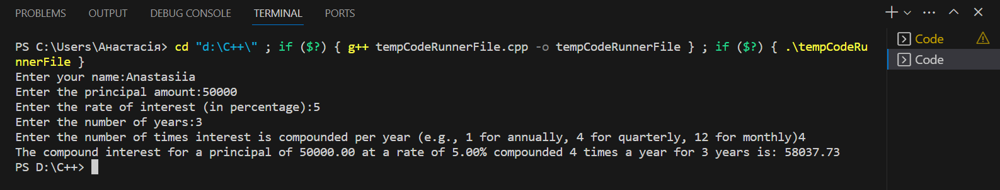 PROBLEMS OUTPUT DEBUG CONSOLE TERMINAL PORTS
PS C:\Users\Анастасія> cd "d:\C++\" ; if ($?) { g++ tempCodeRunnerFile.cpp -o tempCodeRunnerFile } ; if ($?) { .\tempCodeRu
nnerFile }
Enter your name:Anastasiia
Enter the principal amount:50000
Enter the rate of interest (in percentage):5
Enter the number of years:3
Enter the number of times interest is compounded per year (e.g., 1 for annually, 4 for quarterly, 12 for monthly)4
The compound interest for a principal of 50000.00 at a rate of 5.00% compounded 4 times a year for 3 years is: 58037.73
PS D:\C++>
Code
Code